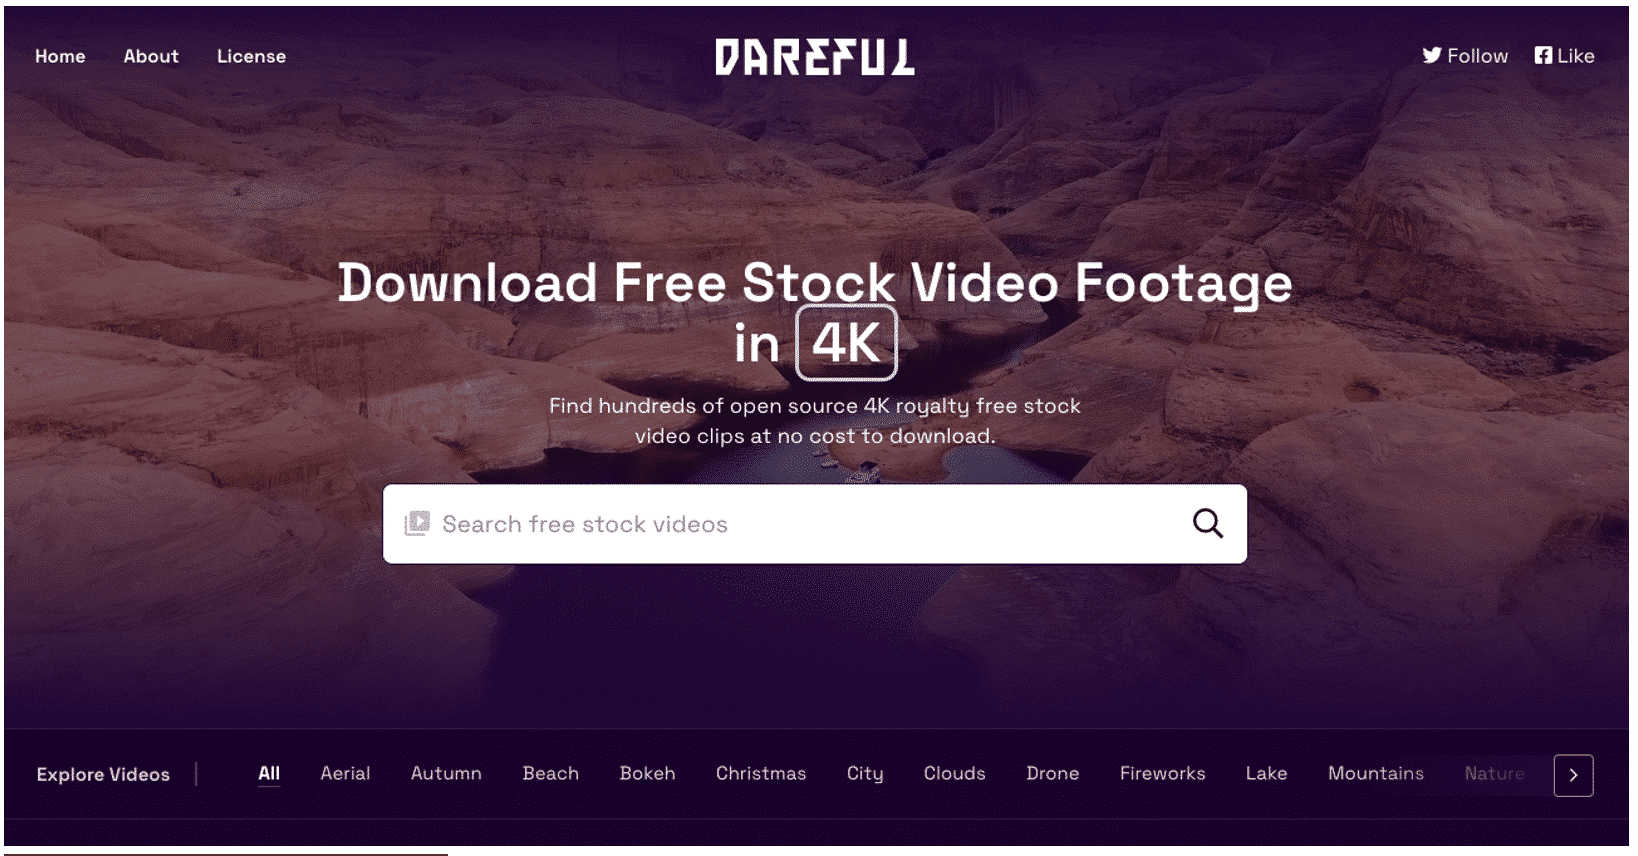 Home About License DAREFUL Follow Like
Download Free Stock Video Footage
in 4K
Find hundreds of open source 4K royalty free stock
video clips at no cost to download.
Search free stock videos
Explore Videos All Aerial Autumn Beach Bokeh Christmas City Clouds Drone Fireworks Lake Mountains Nature